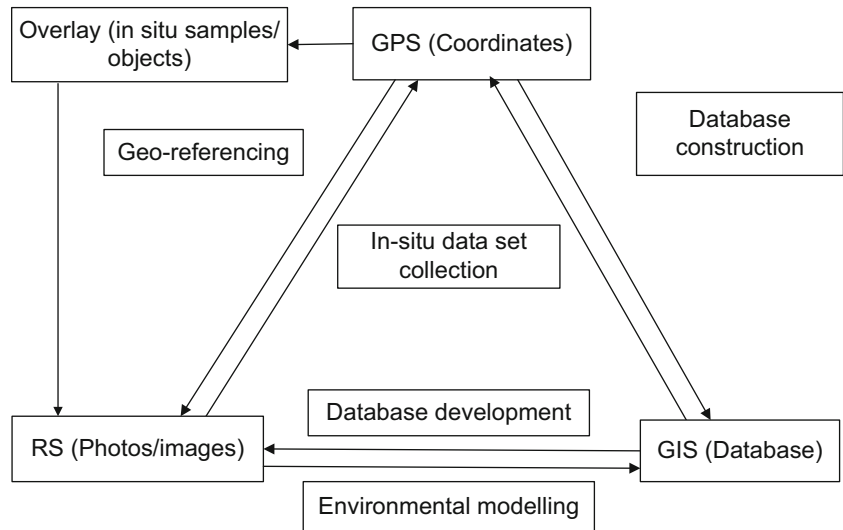 Overlay (in situ samples/
objects)
GPS (Coordinates)
Database
construction
Geo-referencing
In-situ data set
collection
Database development
RS (Photos/images)
GIS (Database)
Environmental modelling